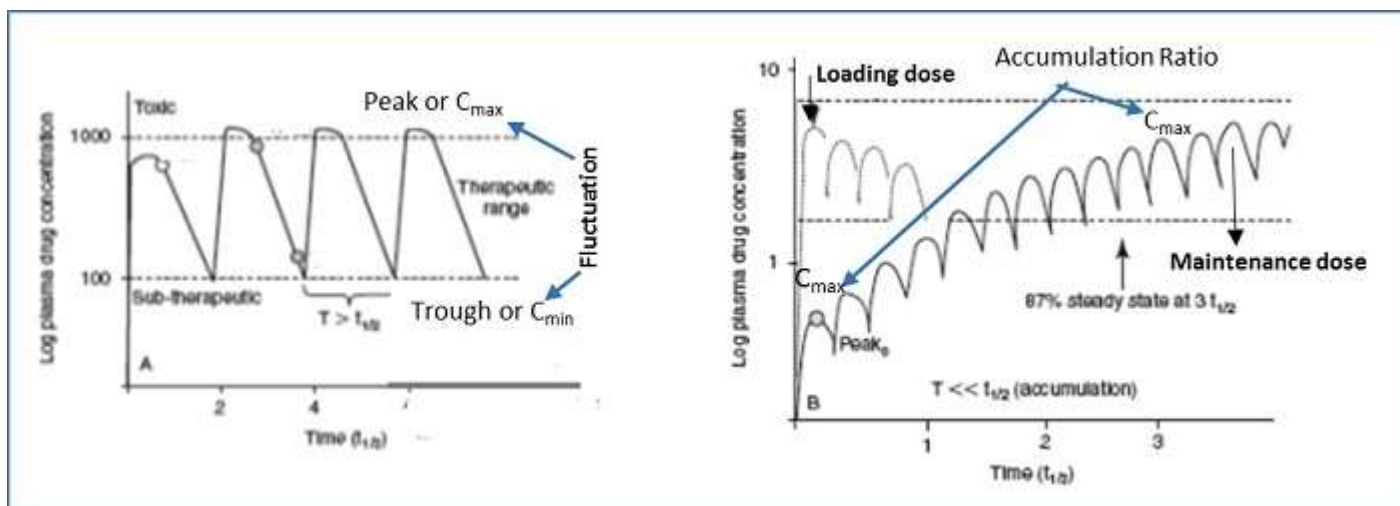 Log plasma drug concentration
Toxic
1000
100
Sub-therapeutic
T > t1/2
A
2
4
Time (t1/2)
Peak or Cmax
Therapeutic
range
Fluctuation
Trough or Cmin
Log plasma drug concentration
10
1
Loading dose
Accumulation Ratio
Cmax
Cmax
Peak0
Maintenance dose
87% steady state at 3 t1/2
T << t1/2 (accumulation)
B
1
2
3
Time (t1/2)